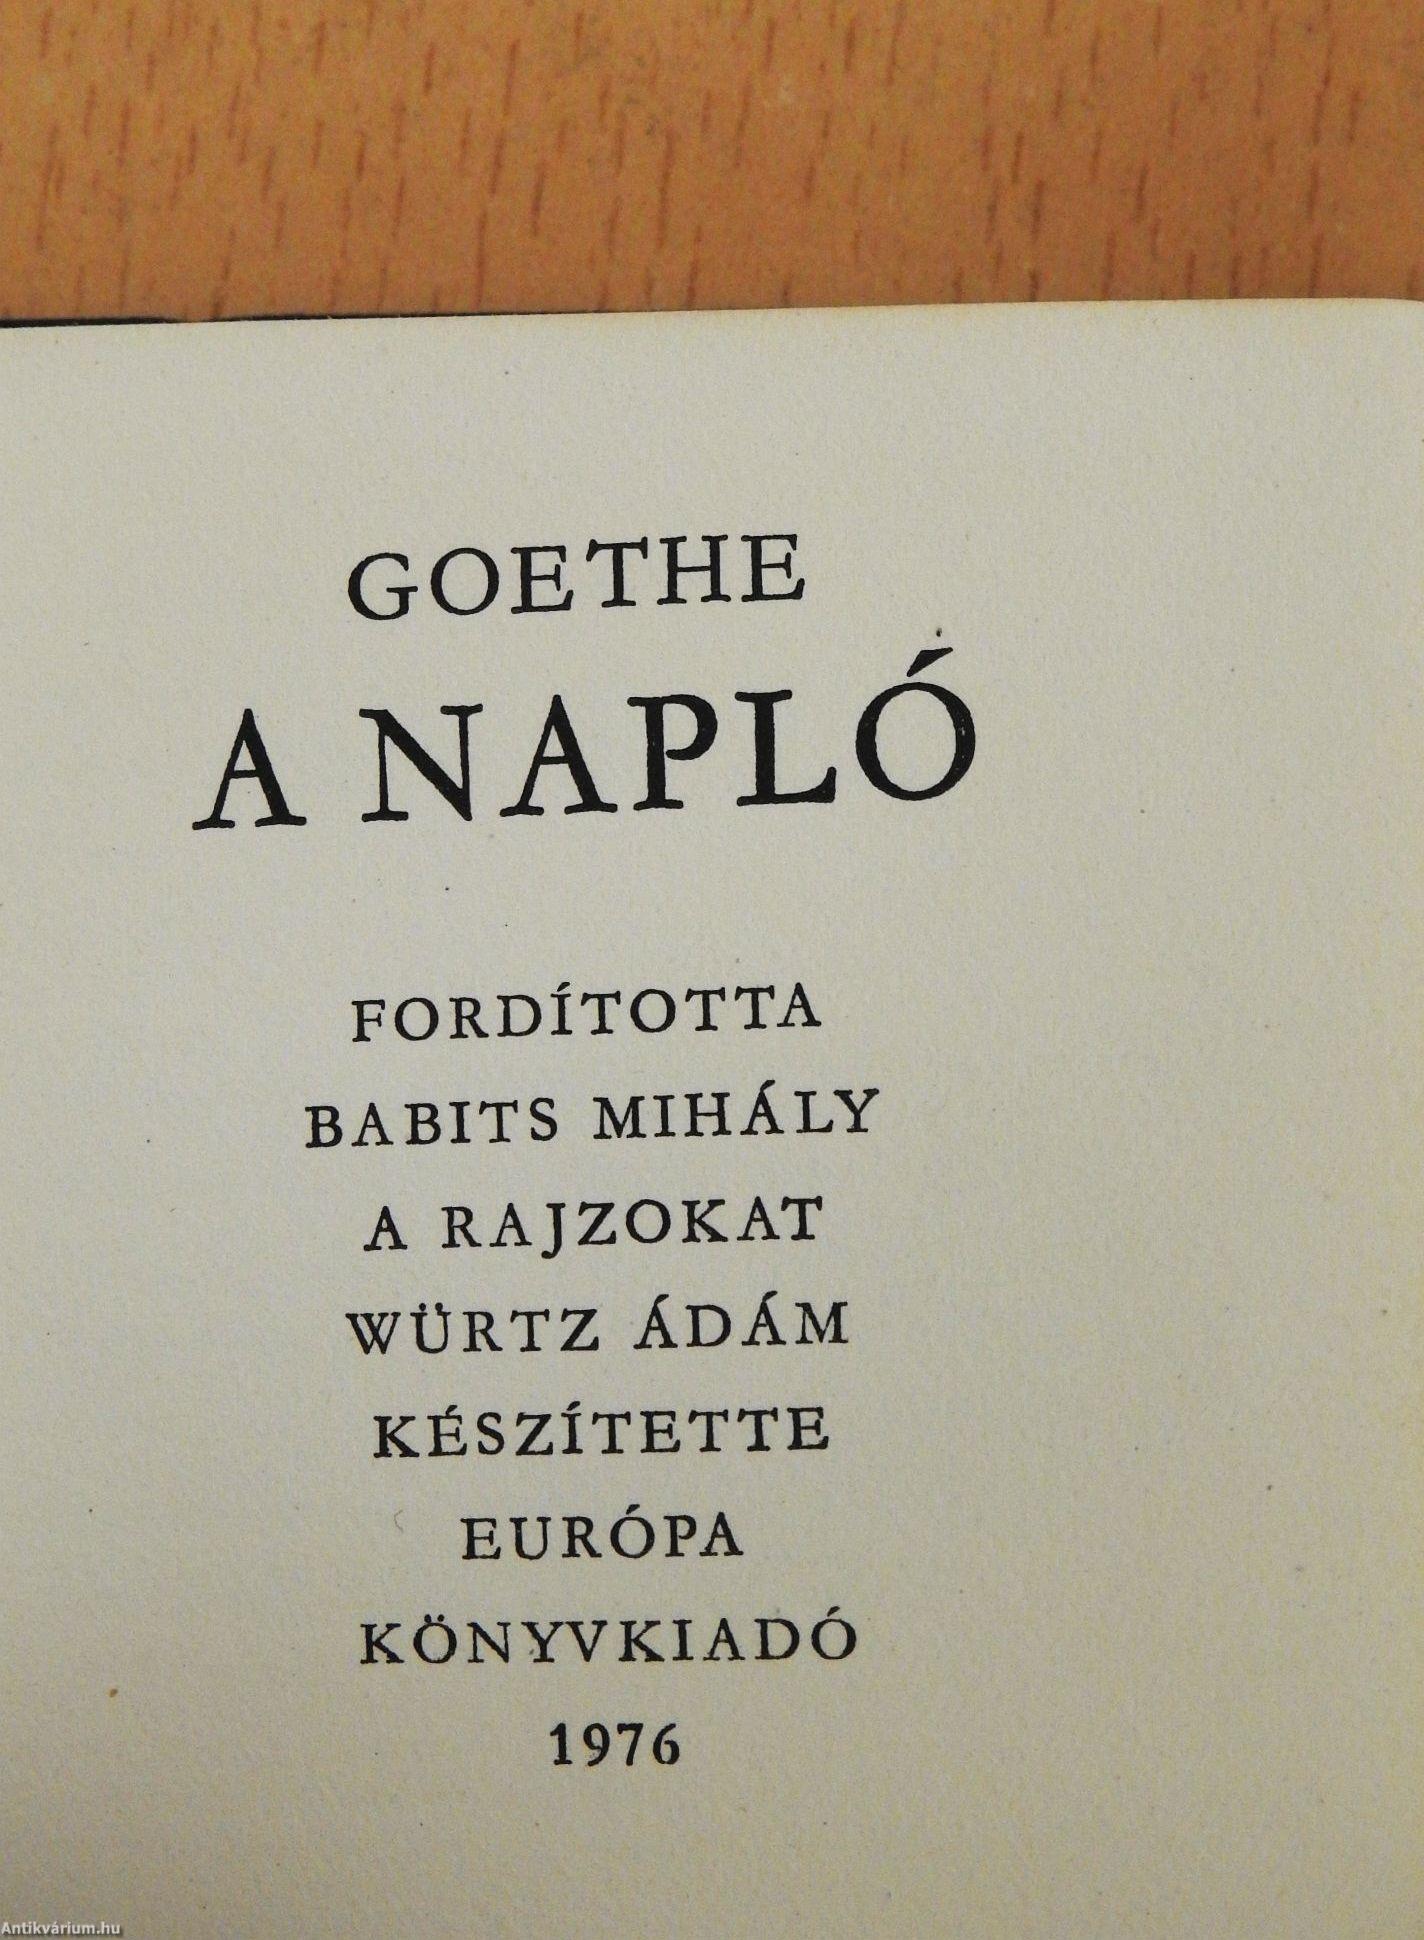 GOETHE
A NAPLÓ
FORDÍTOTTA
BABITS MIHÁLY
A RAJZOKAT
WÜRTZ ÁDÁM
KÉSZÍTETTE
EURÓPA
KÖNYVKIADÓ
1976
Antikvárium.hu